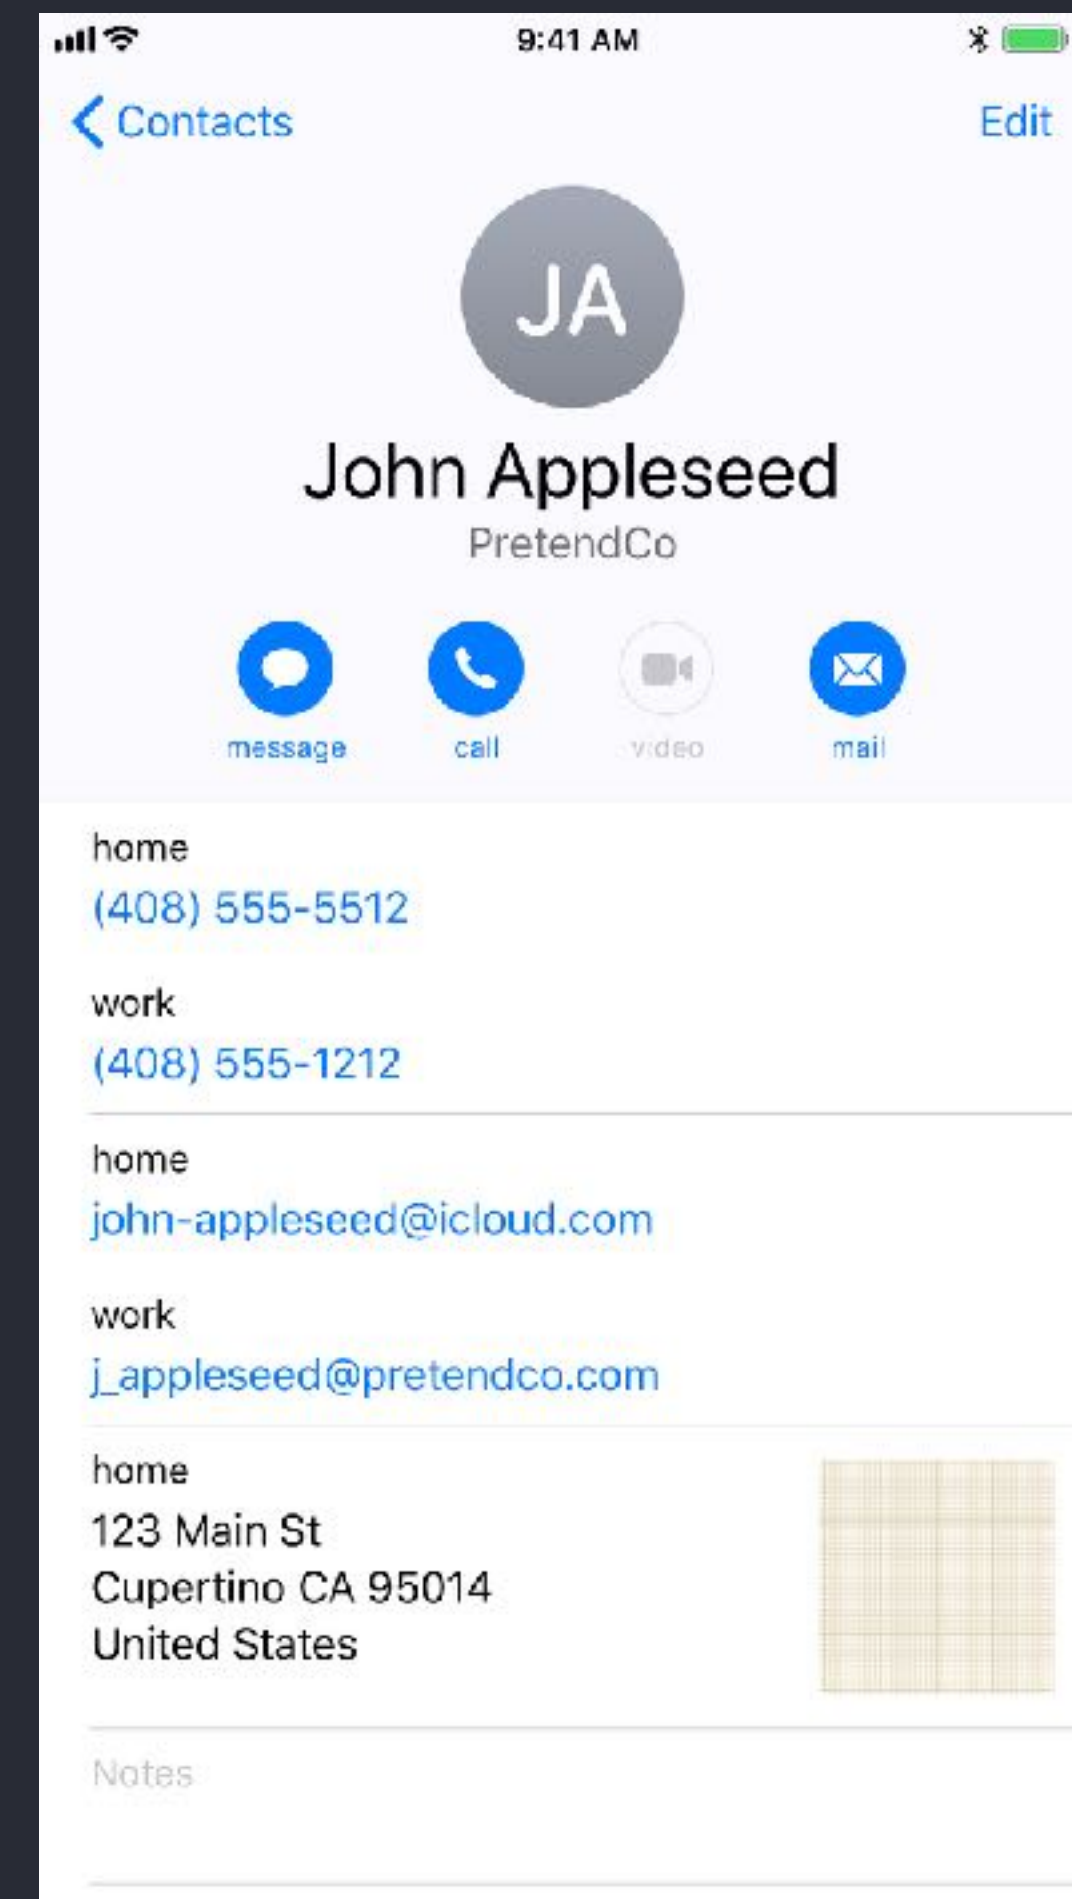 9:41 AM
Contacts
Edit
JA
John Appleseed
PretendCo
message
call
video
mail
home
(408) 555-5512
work
(408) 555-1212
home
john-appleseed@icloud.com
work
j_appleseed@pretendco.com
home
123 Main St
Cupertino CA 95014
United States
Notes